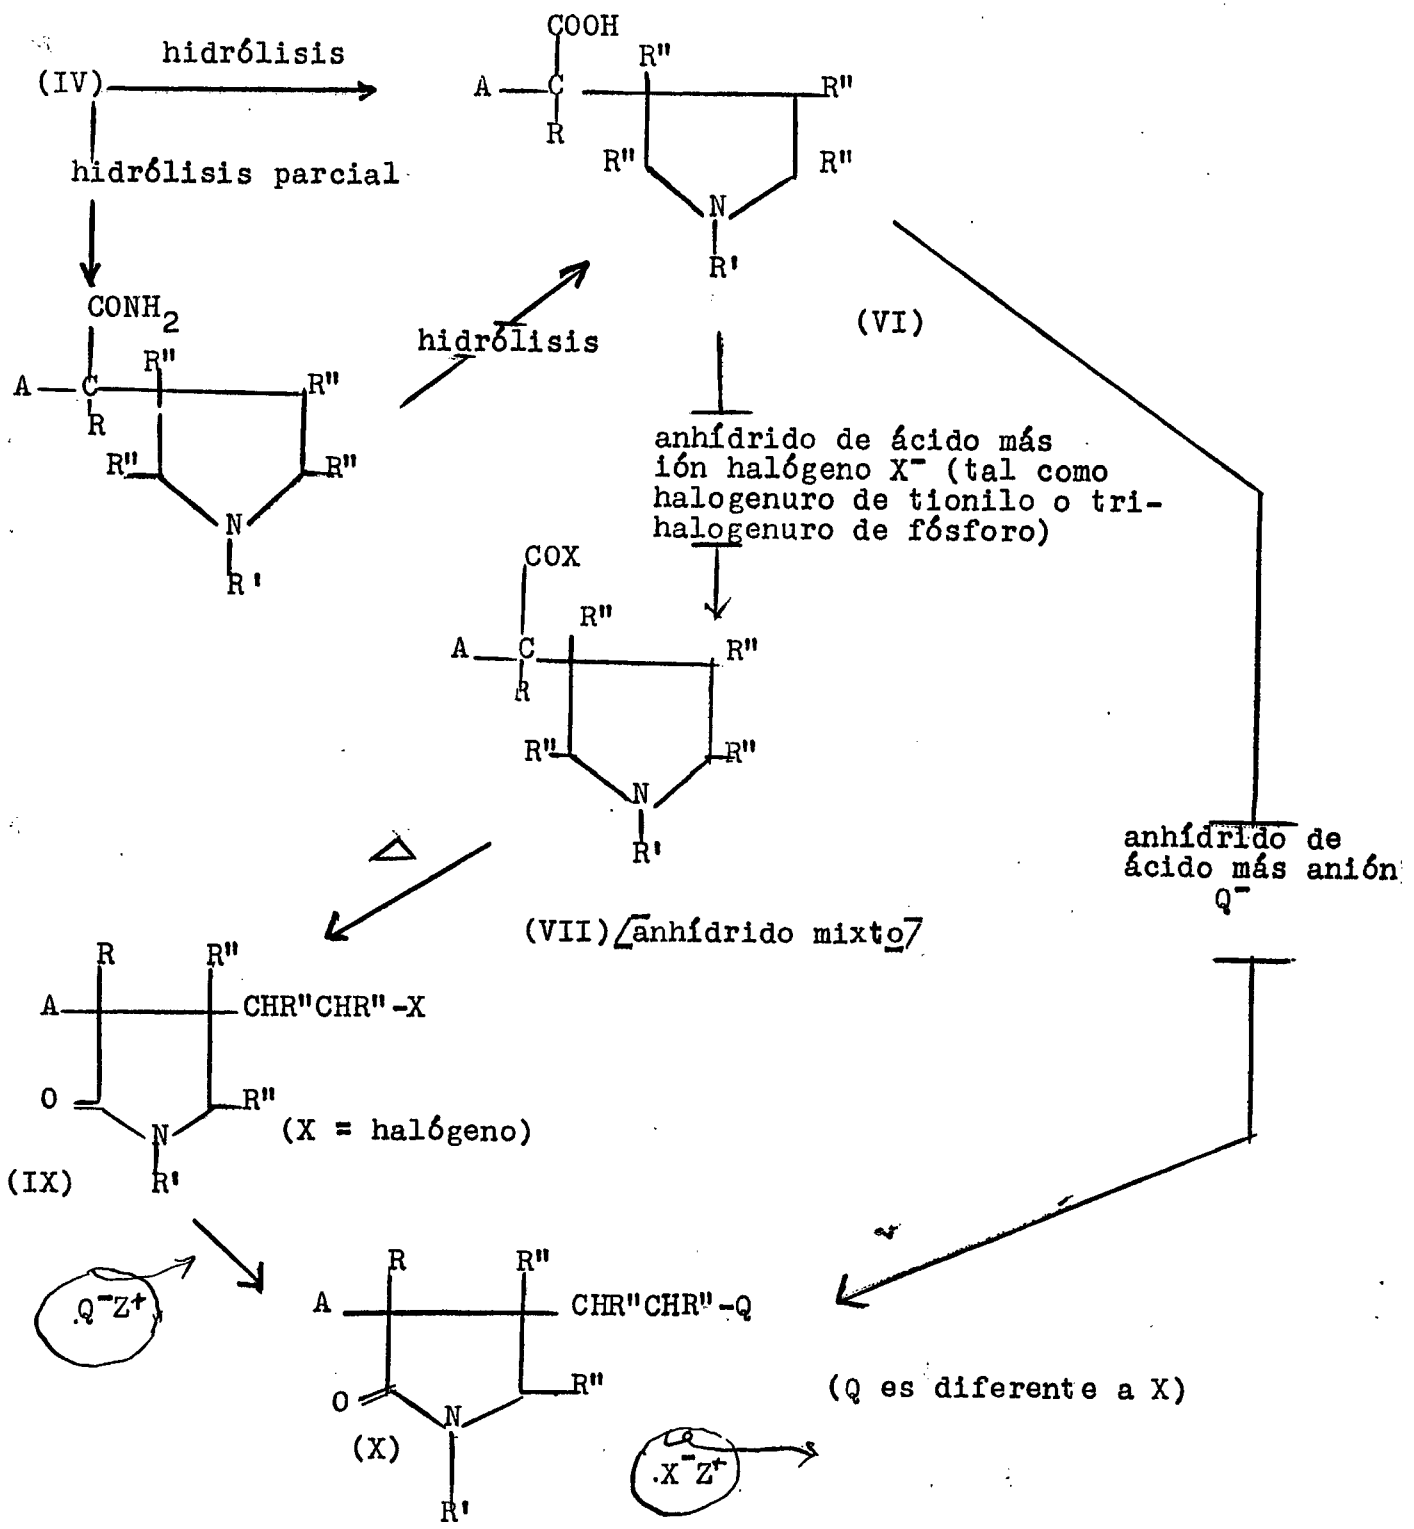 COOH
hidrólisis
R"
(IV)
A
C
R"
R
hidrólisis parcial
R"
R"
N
R'
CONH2
(VI)
hidrólisis
R"
A
C
R"
R
anhídrido de ácido más
ión halógeno X⁻ (tal como
halogenuro de tionilo o tri-
halogenuro de fósforo)
R"
R"
N
COX
R'
R"
A
C
R"
R
R"
R"
N
anhídrido de
ácido más anión
Q⁻
R'
(VII) [anhídrido mixto]
R
R"
A
CHR"CHR"-X
O
R"
N
(X = halógeno)
(IX)
R'
R
R"
.Q⁻Z⁺
A
CHR"CHR"-Q
O
R"
(Q es diferente a X)
N
(X)
.X⁻Z⁺
R'